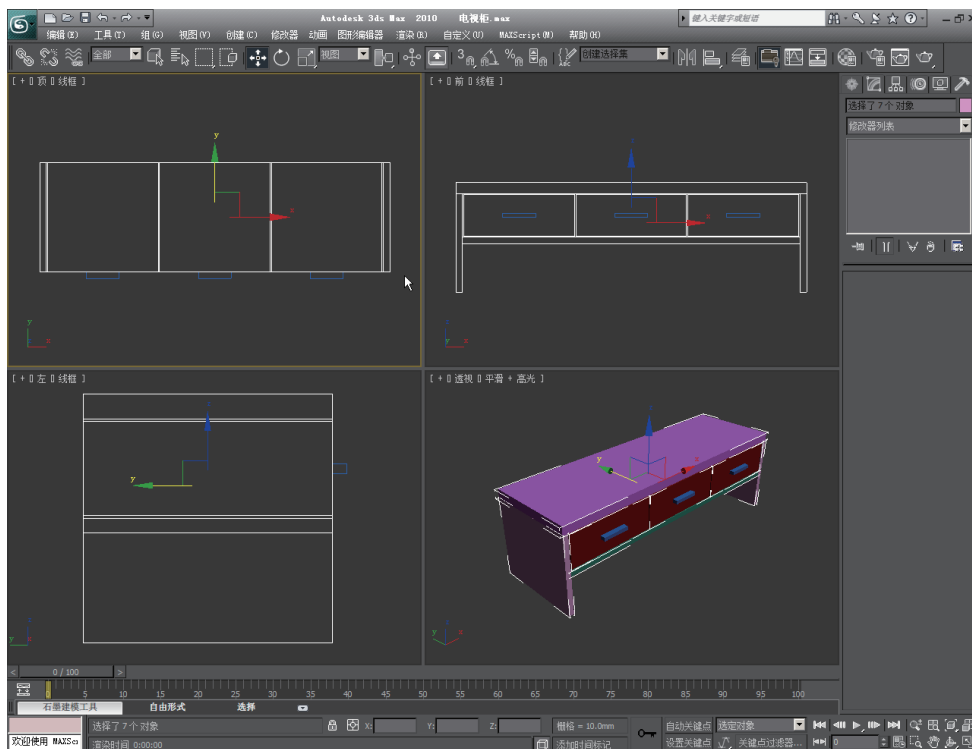 Autodesk 3ds Max 2010 电视柜.max
键入关键字或短语
编辑(E) 工具(T) 组(G) 视图(V) 创建(C) 修改器 动画 图形编辑器 渲染(R) 自定义(U) MAXScript(M) 帮助(H)
全部
视图
创建选择集
[ + 0 顶 0 线框 ]
[ + 0 前 0 线框 ]
选择了 7 个 对象
修改器列表
[ + 0 左 0 线框 ]
[ + 0 透视 0 平滑 + 高光 ]
0 / 100
0 5 10 15 20 25 30 35 40 45 50 55 60 65 70 75 80 85 90 95 100
石墨建模工具 自由形式 选择
选择了 7 个 对象
X: Y: Z:
栅格 = 10.0mm
自动关键点 选定对象
欢迎使用 MAXSc
渲染时间 0:00:00
添加时间标记
设置关键点 关键点过滤器...
0